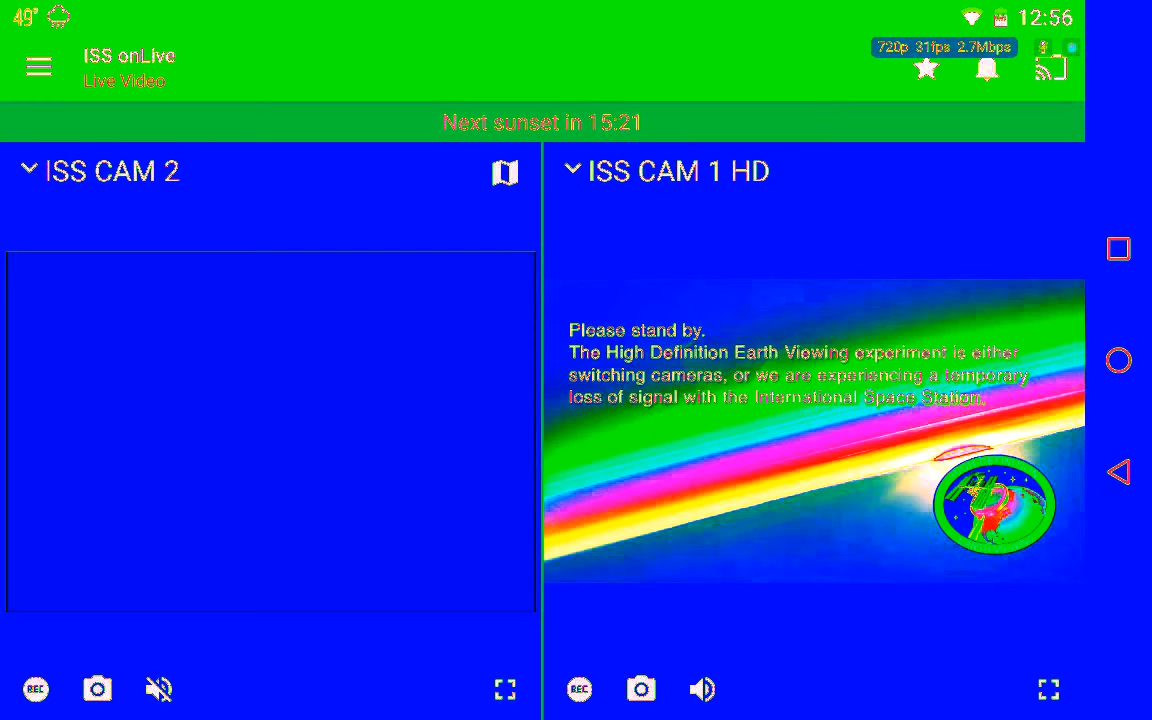 49° 12:56
ISS onLive
Live Video
720p 31fps 2.7Mbps
Next sunset in 15:21
ISS CAM 2
ISS CAM 1 HD
Please stand by.
The High Definition Earth Viewing experiment is either
switching cameras, or we are experiencing a temporary
loss of signal with the International Space Station.
REC
REC